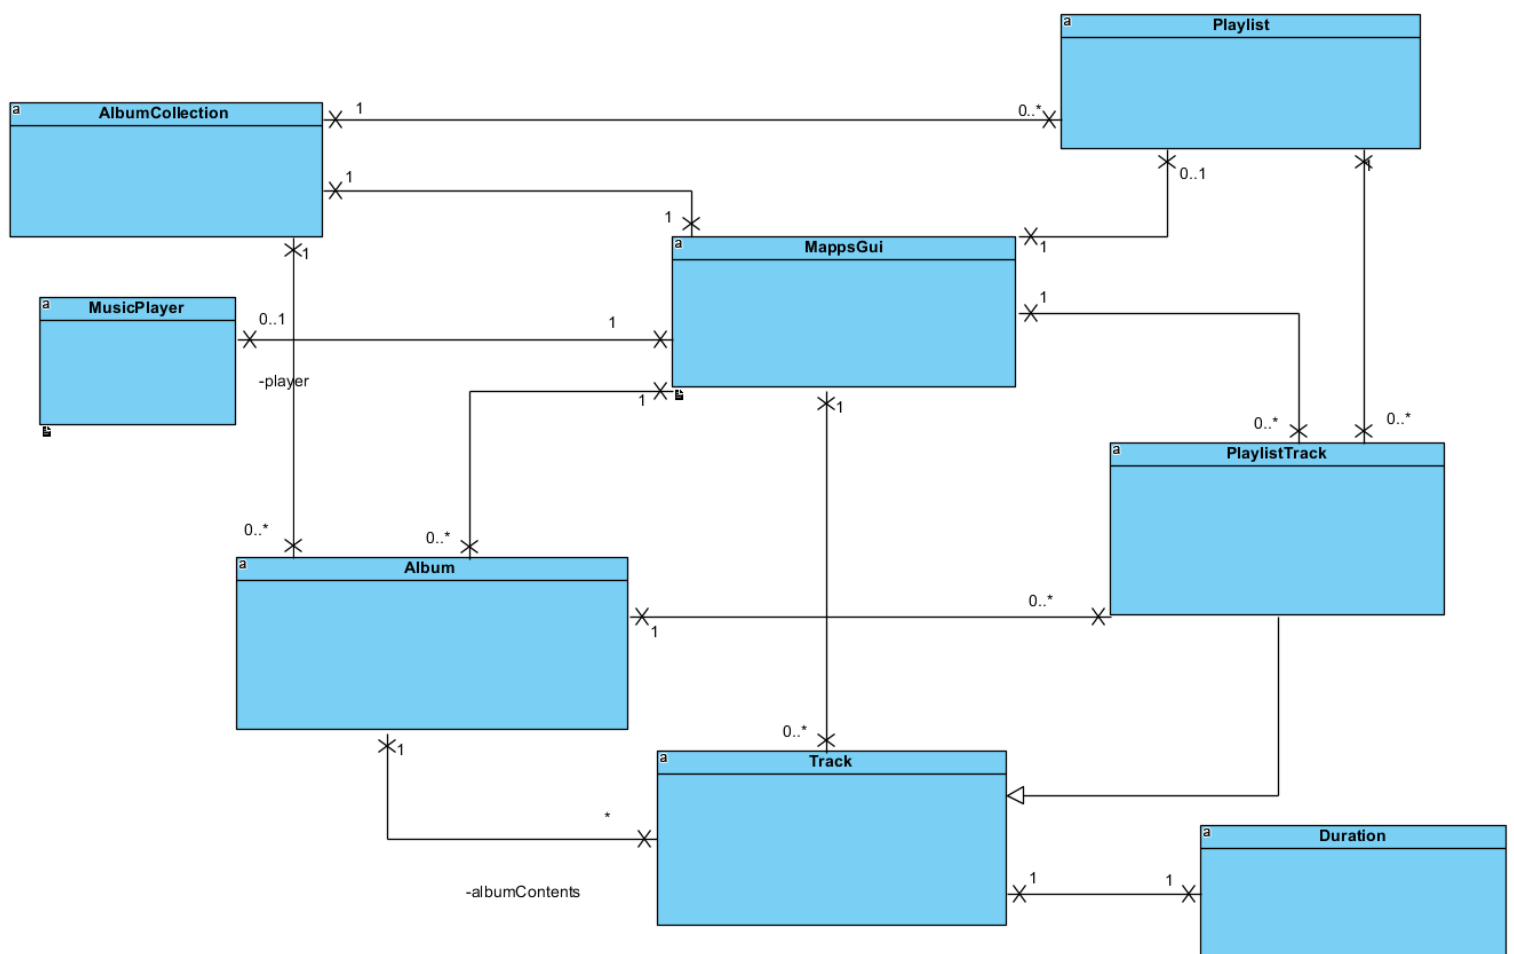 a
Playlist
a
AlbumCollection
1
0..*
1
1
0..1
1
a
MappsGui
1
1
1
a
MusicPlayer
0..1
1
-player
1
1
0..*
0..*
a
PlaylistTrack
0..*
0..*
a
Album
0..*
1
1
0..*
a
Track
*
a
Duration
1
1
-albumContents